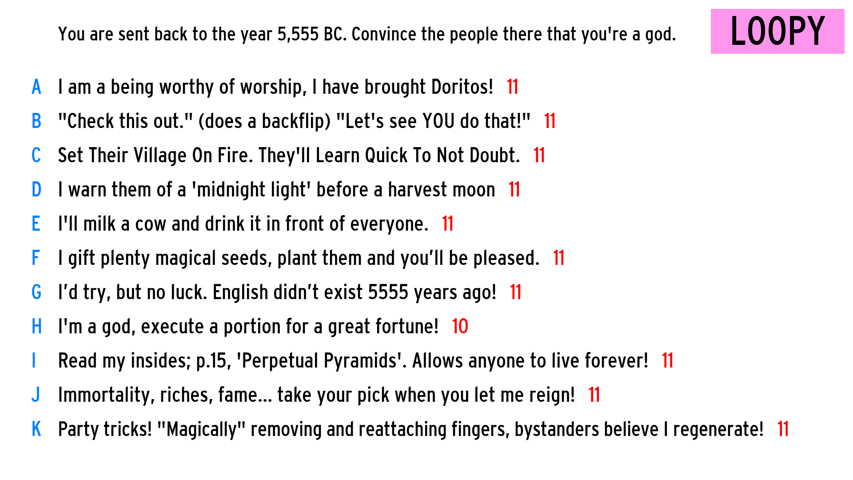 You are sent back to the year 5,555 BC. Convince the people there that you're a god.
LOOPY
A I am a being worthy of worship, I have brought Doritos! 11
B "Check this out." (does a backflip) "Let's see YOU do that!" 11
C Set Their Village On Fire. They'll Learn Quick To Not Doubt. 11
D I warn them of a 'midnight light' before a harvest moon 11
E I'll milk a cow and drink it in front of everyone. 11
F I gift plenty magical seeds, plant them and you’ll be pleased. 11
G I’d try, but no luck. English didn’t exist 5555 years ago! 11
H I'm a god, execute a portion for a great fortune! 10
I Read my insides; p.15, 'Perpetual Pyramids'. Allows anyone to live forever! 11
J Immortality, riches, fame... take your pick when you let me reign! 11
K Party tricks! "Magically" removing and reattaching fingers, bystanders believe I regenerate! 11